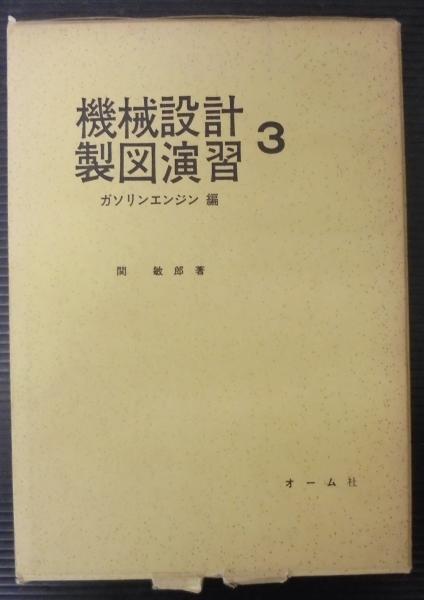 機械設計
製図演習 3
ガソリンエンジン 編
関 敏郎 著
オーム社